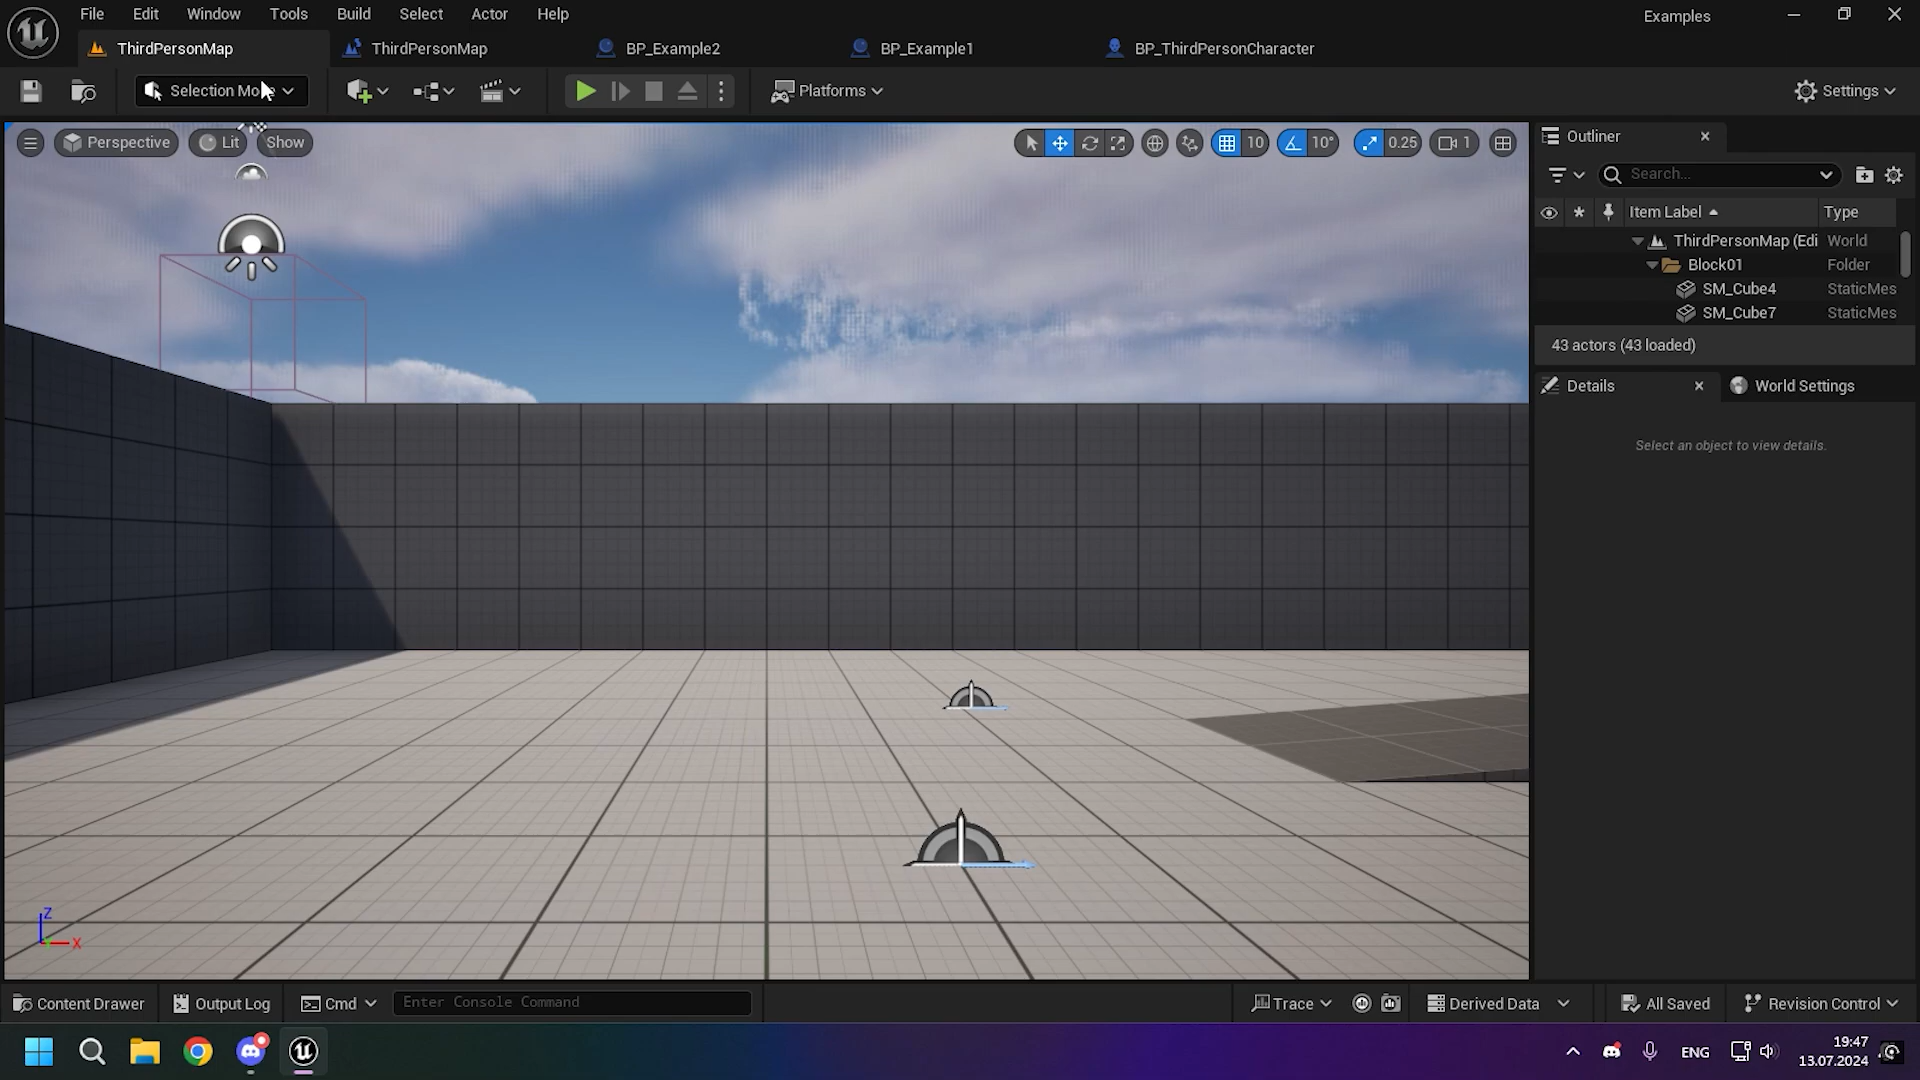 File Edit Window Tools Build Select Actor Help
Examples
ThirdPersonMap
ThirdPersonMap
BP_Example2
BP_Example1
BP_ThirdPersonCharacter
Selection Mode
Platforms
Settings
Perspective
Lit
Show
10
10°
0.25
1
Outliner
Search...
Item Label
Type
ThirdPersonMap (Edi World
Block01 Folder
SM_Cube4 StaticMes
SM_Cube7 StaticMes
43 actors (43 loaded)
Details
World Settings
Select an object to view details.
Z
X
Content Drawer
Output Log
Cmd
Enter Console Command
Trace
Derived Data
All Saved
Revision Control
ENG
19:47
13.07.2024